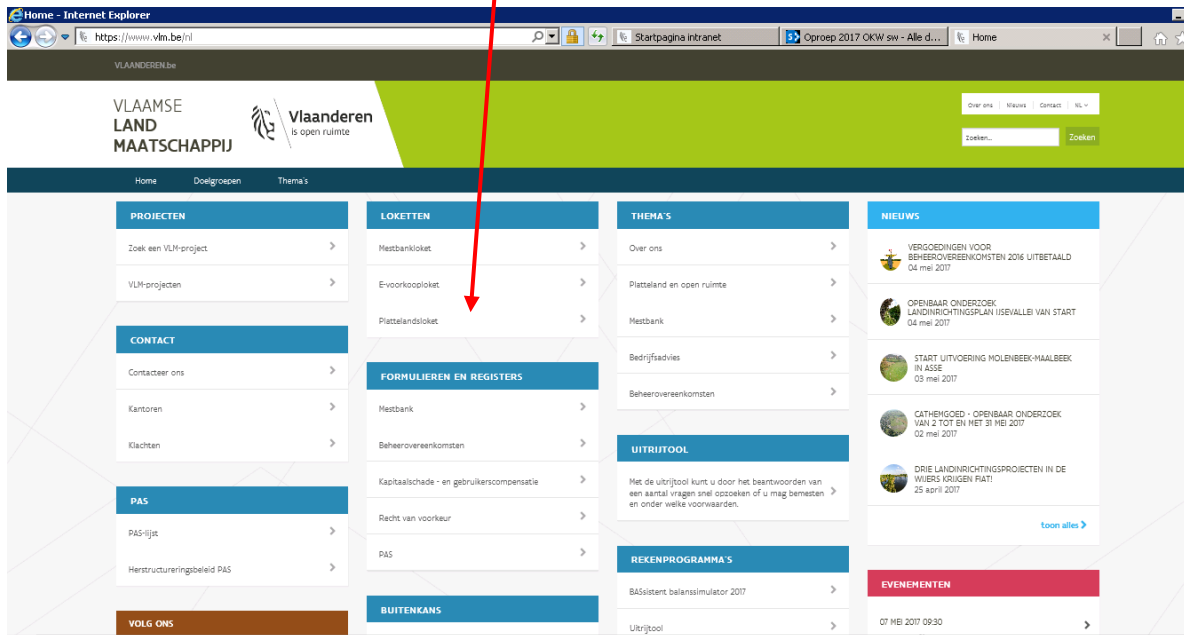 Home - Internet Explorer
https://www.vlm.be/nl
Startpagina intranet
Oproep 2017 OKW sw - Alle d...
Home
VLAANDEREN.be
VLAAMSE
LAND
MAATSCHAPPIJ
Vlaanderen
is open ruimte
Over ons
Nieuws
Contact
NL
Zoeken...
Zoeken
Home
Doelgroepen
Thema's
PROJECTEN
Zoek een VLM-project
VLM-projecten
CONTACT
Contacteer ons
Kantoren
Klachten
PAS
PAS-lijst
Herstructureringsbeleid PAS
VOLG ONS
LOKETTEN
Mestbankloket
E-voorkooploket
Plattelandsloket
FORMULIEREN EN REGISTERS
Mestbank
Beheerovereenkomsten
Kapitaalschade - en gebruikerscompensatie
Recht van voorkeur
PAS
BUITENKANS
THEMA'S
Over ons
Platteland en open ruimte
Mestbank
Bedrijfsadvies
Beheerovereenkomsten
UITRIJTOOL
Met de uitrijtool kunt u door het beantwoorden van
een aantal vragen snel opzoeken of u mag bemesten
en onder welke voorwaarden.
REKENPROGRAMMA'S
BASsistent balanssimulator 2017
Uitrijtool
NIEUWS
VERGOEDINGEN VOOR
BEHEEROVEREENKOMSTEN 2016 UITBETAALD
04 mei 2017
OPENBAAR ONDERZOEK
LANDINRICHTINGSPLAN IJSEVALLEI VAN START
04 mei 2017
START UITVOERING MOLENBEEK-MAALBEEK
IN ASSE
03 mei 2017
CATHEMGOED - OPENBAAR ONDERZOEK
VAN 2 TOT EN MET 31 MEI 2017
02 mei 2017
DRIE LANDINRICHTINGSPROJECTEN IN DE
WIJERS KRIJGEN FIAT!
25 april 2017
toon alles
EVENEMENTEN
07 MEI 2017 09:30